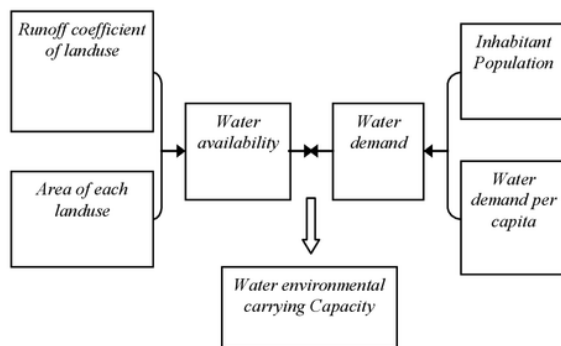 Runoff coefficient
of landuse
Inhabitant
Population
Water
availability
Water
demand
Area of each
landuse
Water
demand per
capita
Water environmental
carrying Capacity